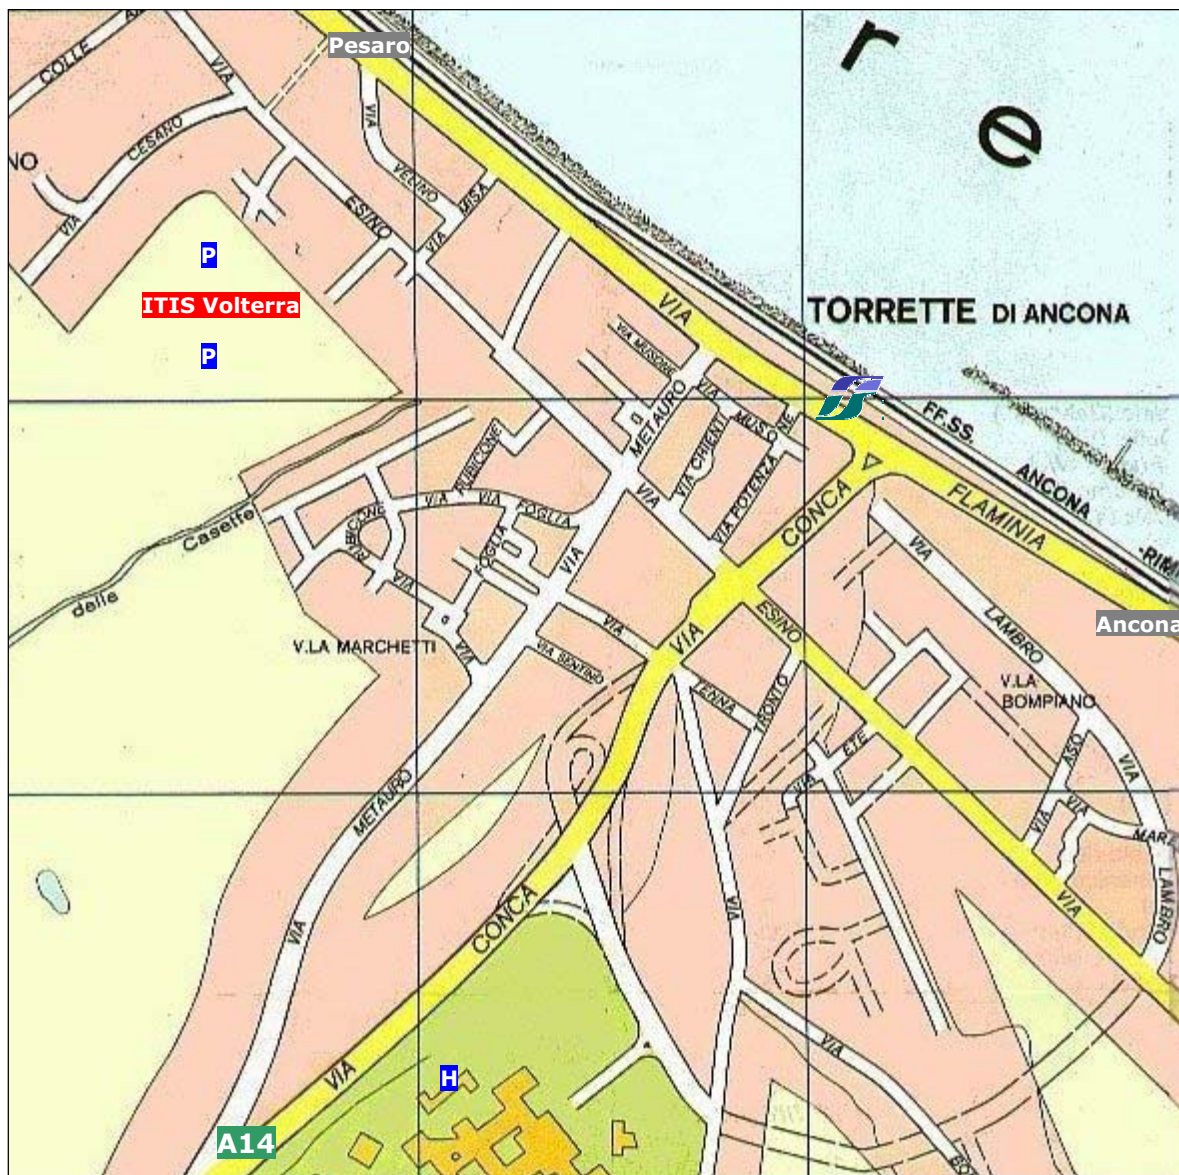 r
e
Pesaro
COLLE
VIA
VIA
NO
CESANO
VIA
VELINO
MISA
VIA
ESINO
VIA
P
ITIS Volterra
P
VIA
TORRETTE DI ANCONA
VIA MUSONE
METAURO
VIA
MUSONE
VIA CHIENTI
VIA POTENZA
FF.SS.
ANCONA
-RIMI
FLAMINIA
RUBICONE
VIA
VIA
FOGLIA
VIA
CONCA
RUBICONE
FOGLIA
VIA
VIA
Casette
delle
VIA
LAMBRO
Ancona
VIA
ESINO
VIA
V.LA MARCHETTI
VIA
VIA SENTINO
TENNA
TRONTO
V.LA
BOMPIANO
ETE
VIA
ASO
VIA
VIA
VIA
MARZ
METAURO
VIA
CONCA
VIA
VIA
LAMBRO
VIA
VIA
H
A14